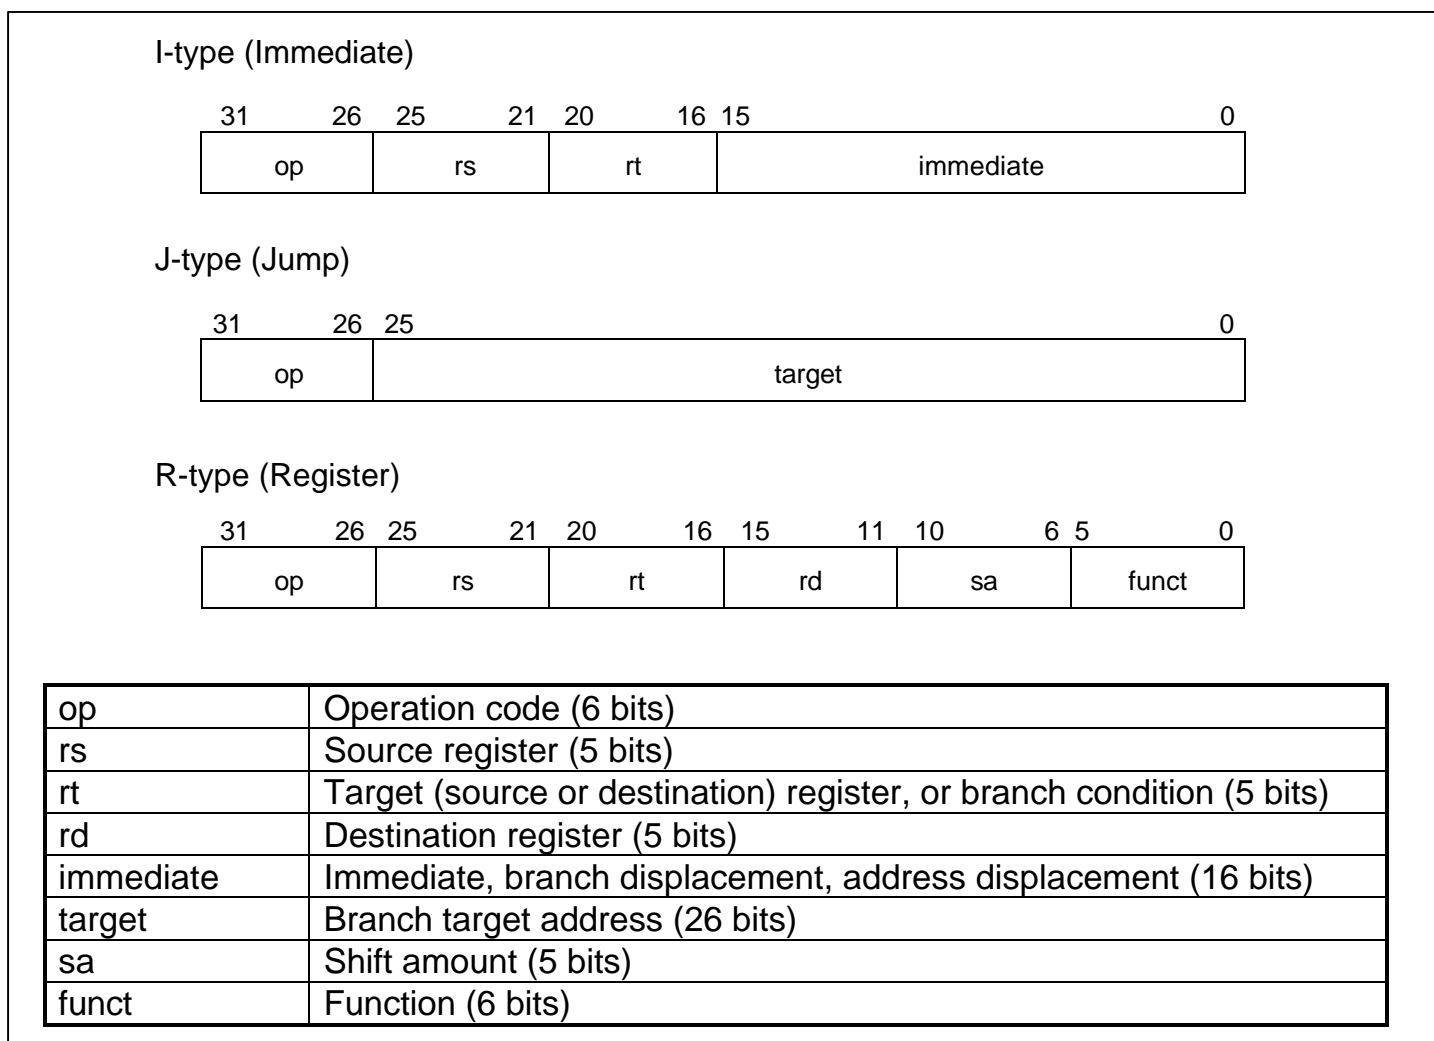 I-type (Immediate)
31 26 25 21 20 16 15 0
op rs rt immediate
J-type (Jump)
31 26 25 0
op target
R-type (Register)
31 26 25 21 20 16 15 11 10 6 5 0
op rs rt rd sa funct
op Operation code (6 bits)
rs Source register (5 bits)
rt Target (source or destination) register, or branch condition (5 bits)
rd Destination register (5 bits)
immediate Immediate, branch displacement, address displacement (16 bits)
target Branch target address (26 bits)
sa Shift amount (5 bits)
funct Function (6 bits)